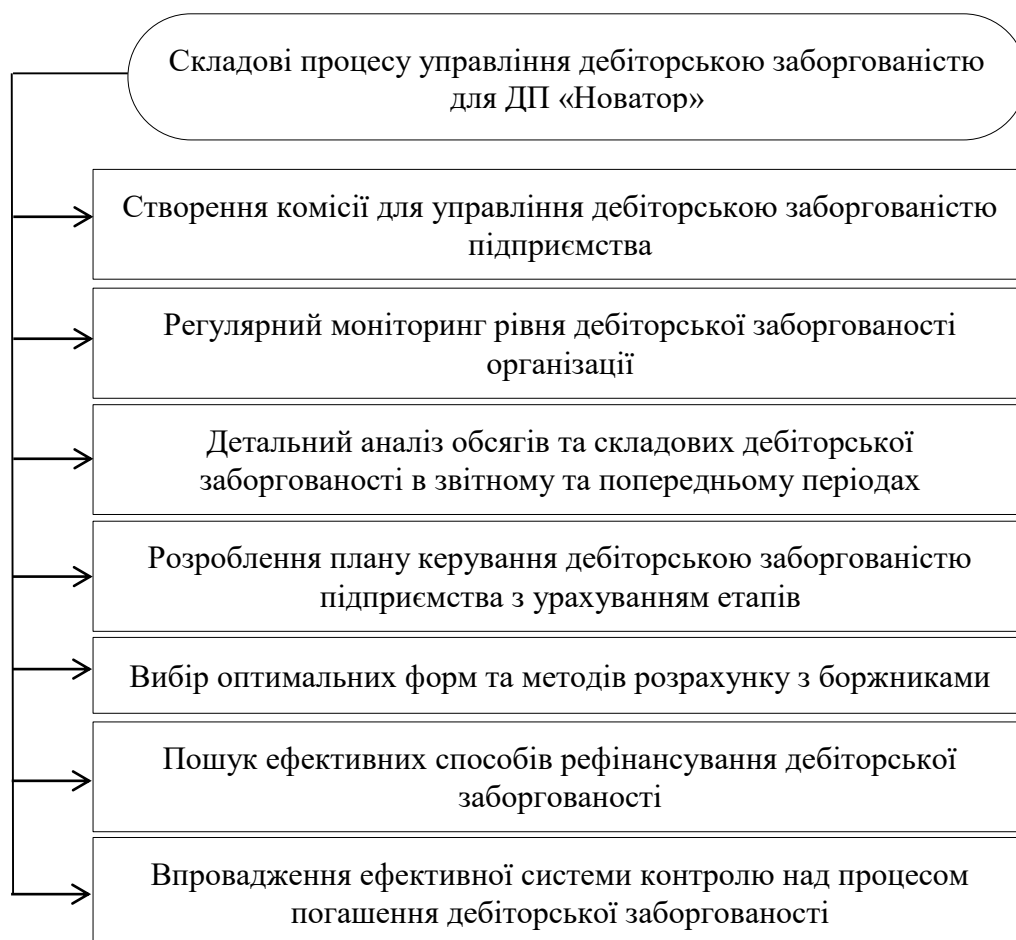 Складові процесу управління дебіторською заборгованістю
для ДП «Новатор»
Створення комісії для управління дебіторською заборгованістю
підприємства
Регулярний моніторинг рівня дебіторської заборгованості
організації
Детальний аналіз обсягів та складових дебіторської
заборгованості в звітному та попередньому періодах
Розроблення плану керування дебіторською заборгованістю
підприємства з урахуванням етапів
Вибір оптимальних форм та методів розрахунку з боржниками
Пошук ефективних способів рефінансування дебіторської
заборгованості
Впровадження ефективної системи контролю над процесом
погашення дебіторської заборгованості